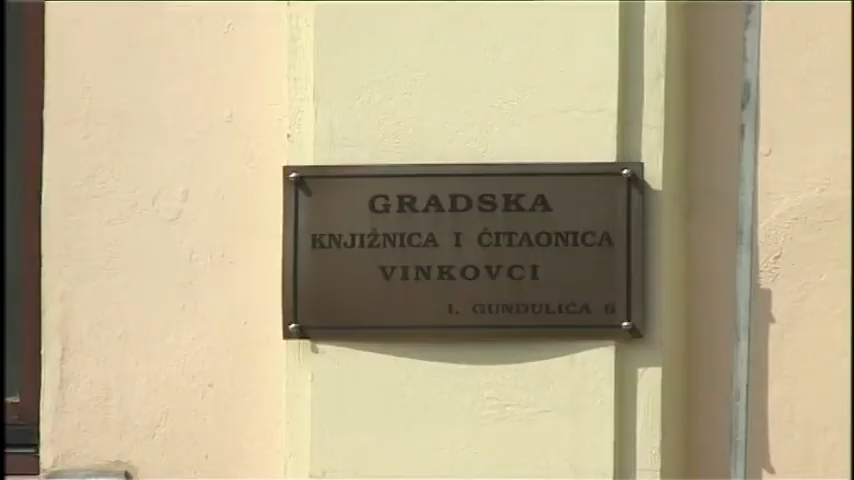 GRADSKA
KNJIŽNICA I ČITAONICA
VINKOVCI
I. GUNDULIĆA 6